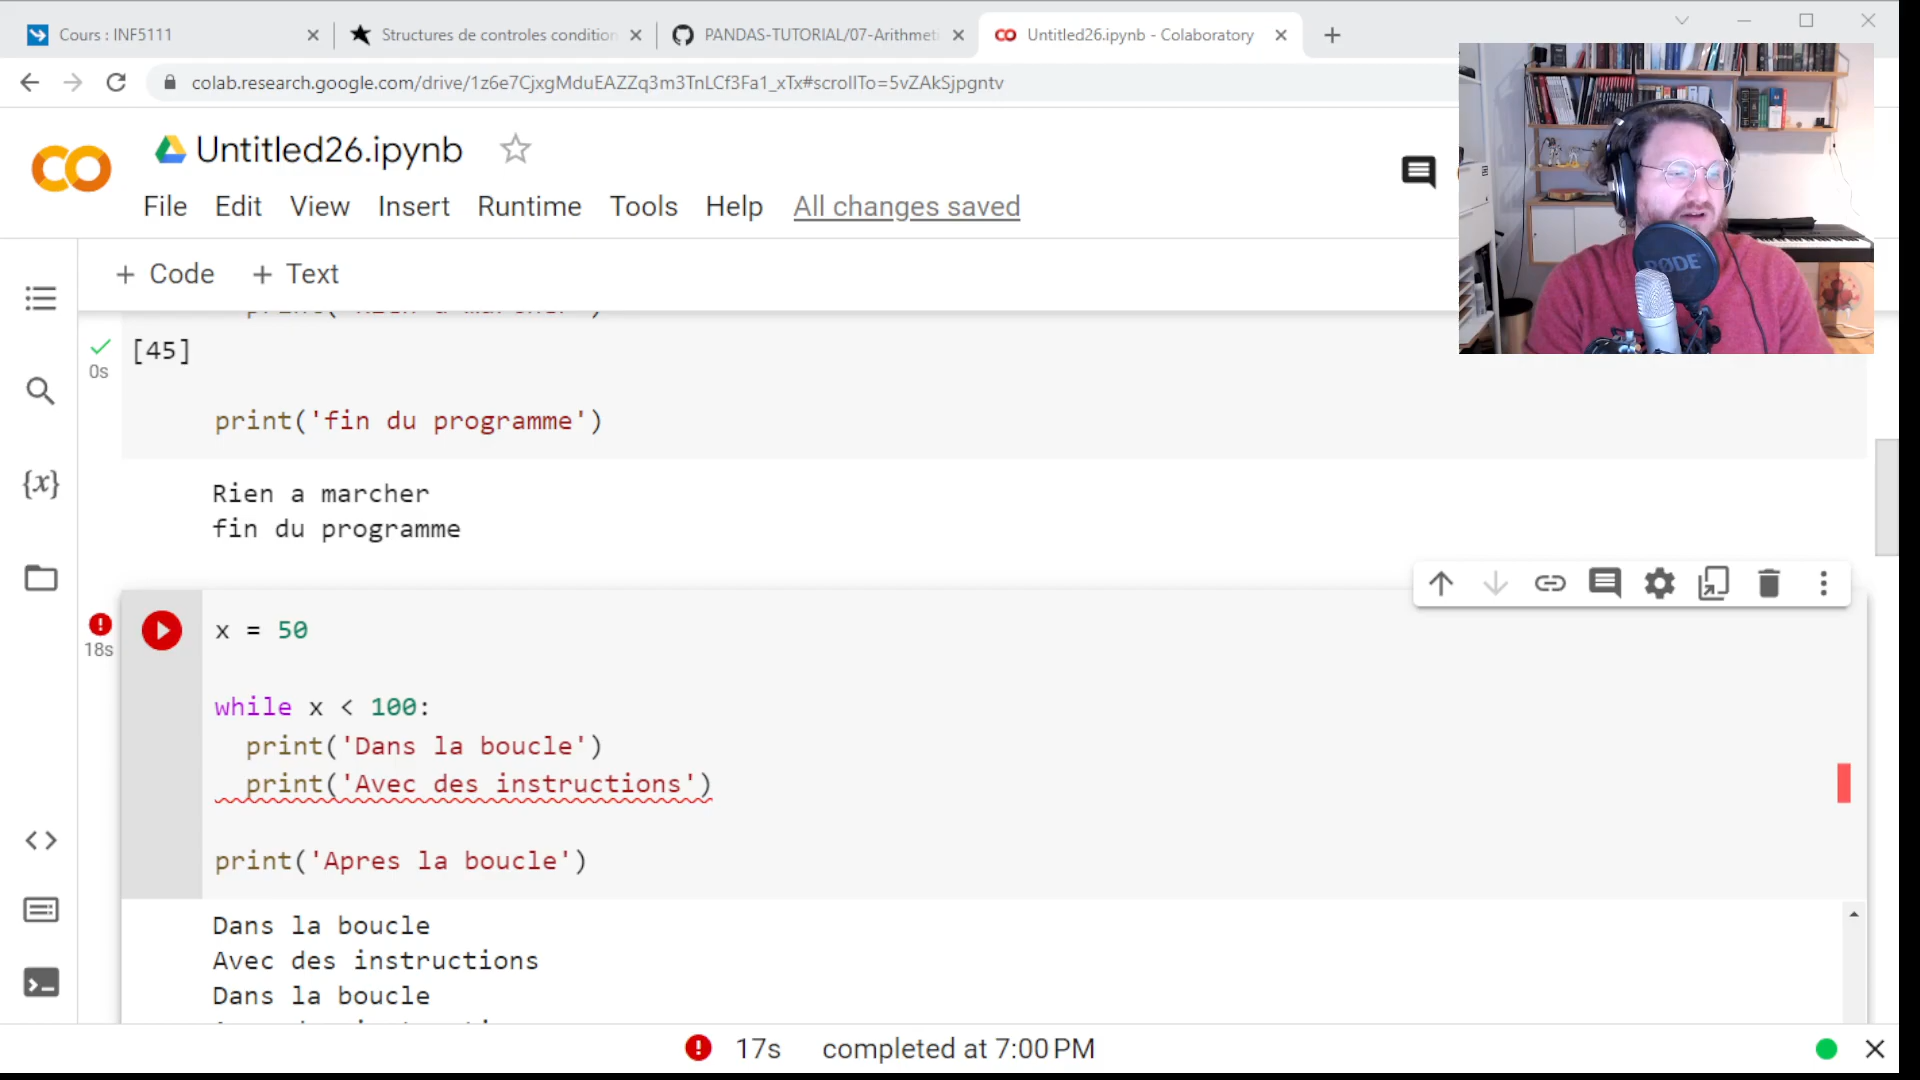 Cours : INF5111
Structures de controles condition
PANDAS-TUTORIAL/07-Arithmeti
Untitled26.ipynb - Colaboratory
colab.research.google.com/drive/1z6e7CjxgMduEAZZq3m3TnLCf3Fa1_xTx#scrollTo=5vZAkSjpgntv
Untitled26.ipynb
File Edit View Insert Runtime Tools Help All changes saved
+ Code + Text
[45]
0s
print('fin du programme')
Rien a marcher
fin du programme
x = 50
18s
while x < 100:
print('Dans la boucle')
print('Avec des instructions')
print('Apres la boucle')
Dans la boucle
Avec des instructions
Dans la boucle
17s completed at 7:00 PM
RØDE